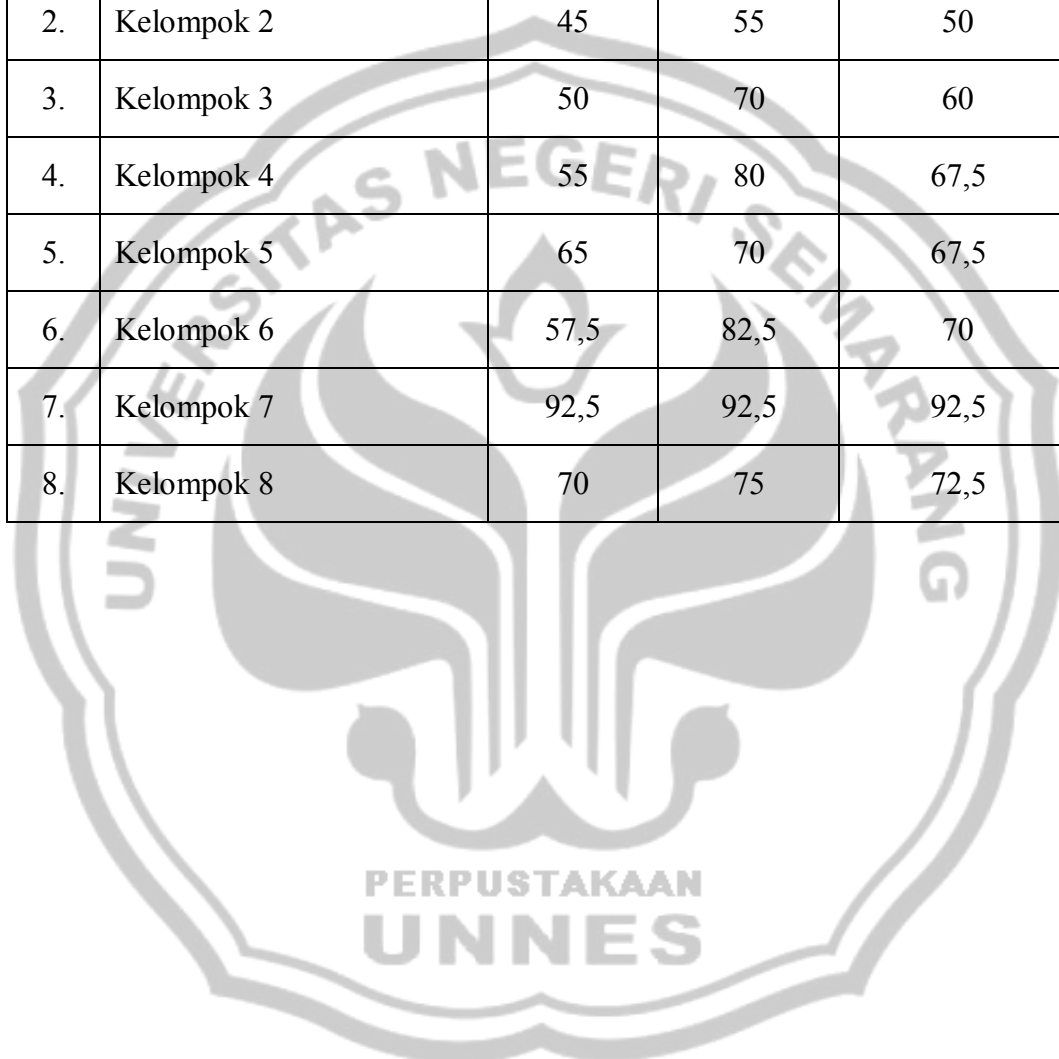 2. Kelompok 2 45 55 50
3. Kelompok 3 50 70 60
4. Kelompok 4 55 80 67,5
5. Kelompok 5 65 70 67,5
6. Kelompok 6 57,5 82,5 70
7. Kelompok 7 92,5 92,5 92,5
8. Kelompok 8 70 75 72,5
UNIVERSITAS NEGERI SEMARANG
PERPUSTAKAAN
UNNES